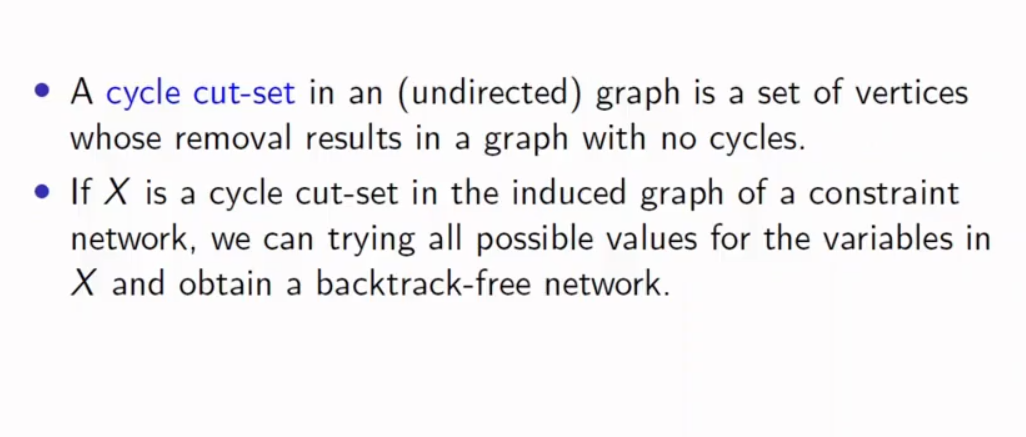 • A cycle cut-set in an (undirected) graph is a set of vertices
whose removal results in a graph with no cycles.
• If X is a cycle cut-set in the induced graph of a constraint
network, we can trying all possible values for the variables in
X and obtain a backtrack-free network.